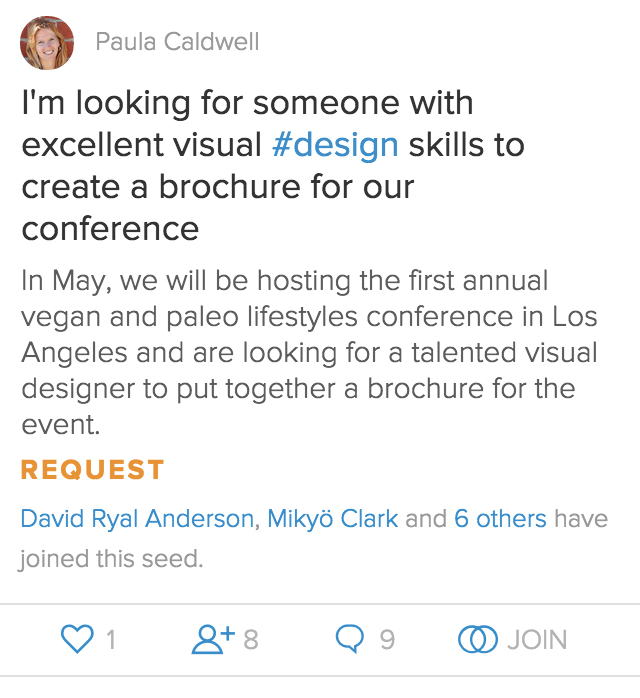 Paula Caldwell
I'm looking for someone with
excellent visual #design skills to
create a brochure for our
conference
In May, we will be hosting the first annual
vegan and paleo lifestyles conference in Los
Angeles and are looking for a talented visual
designer to put together a brochure for the
event.
REQUEST
David Ryal Anderson, Mikyö Clark and 6 others have
joined this seed.
1 8 9 JOIN